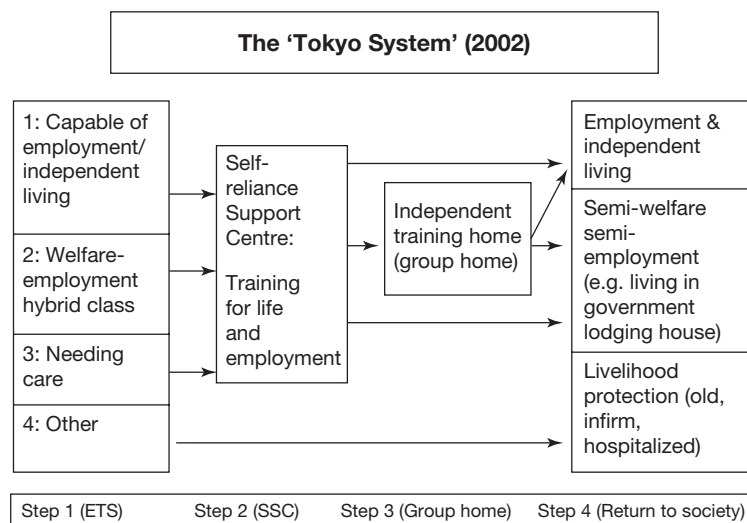 The ‘Tokyo System’ (2002)
1: Capable of
employment/
independent
living
2: Welfare-
employment
hybrid class
3: Needing
care
4: Other
Self-
reliance
Support
Centre:
Training
for life
and
employment
Independent
training home
(group home)
Employment &
independent
living
Semi-welfare
semi-
employment
(e.g. living in
government
lodging house)
Livelihood
protection (old,
infirm,
hospitalized)
Step 1 (ETS) Step 2 (SSC) Step 3 (Group home) Step 4 (Return to society)